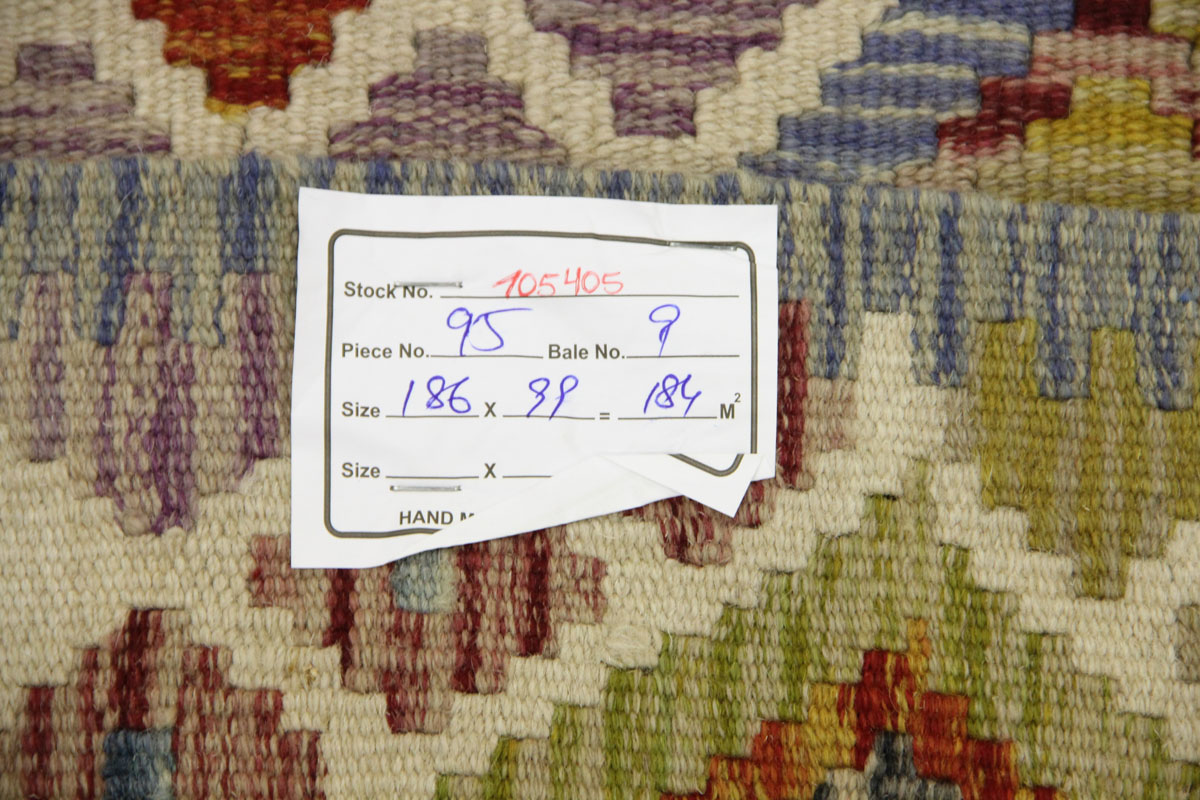 Stock No. 105405
Piece No. 95 Bale No. 9
Size 186 X 99 = 184 M²
Size X
HAND M